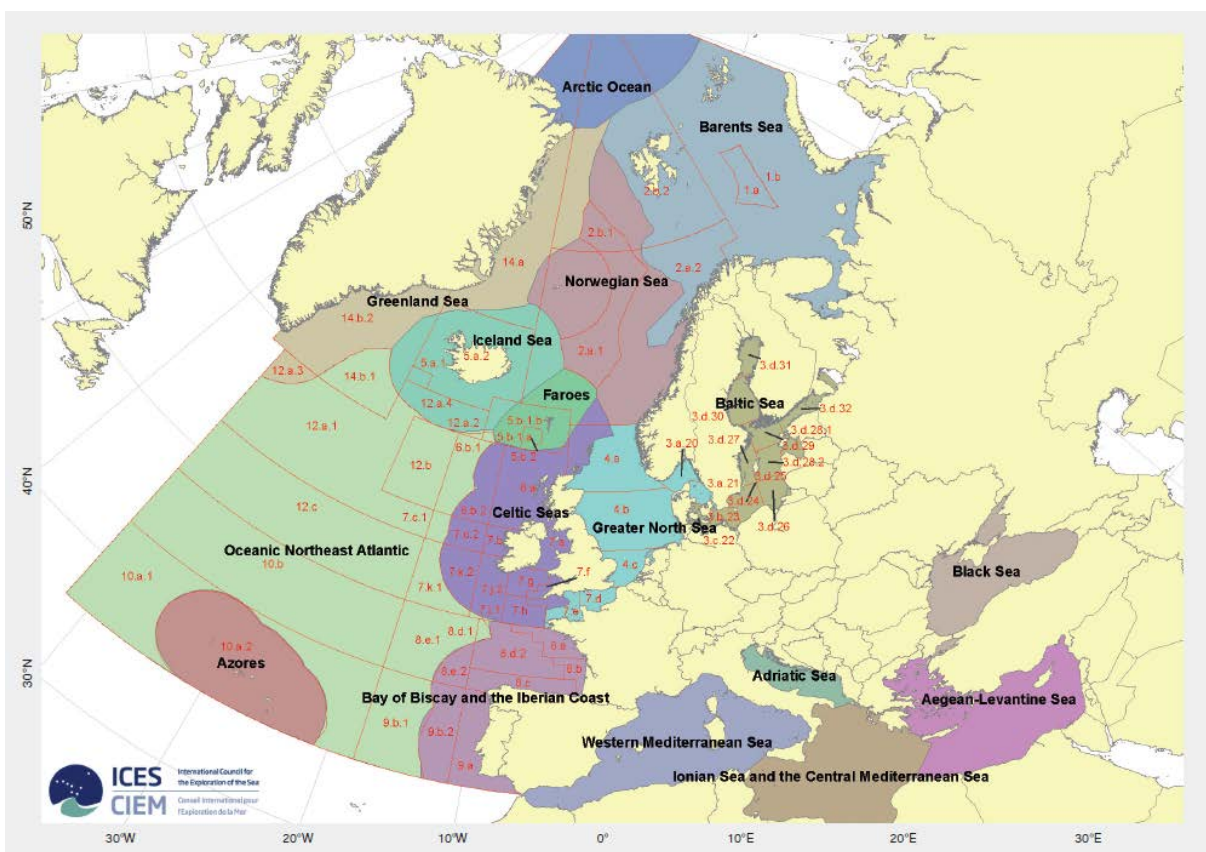 Arctic Ocean
Barents Sea
1.b
1.a
2.b.2
50°N
2.b.1
14.a
2.a.2
Norwegian Sea
Greenland Sea
14.b.2
Iceland Sea
5.a.2
5.a.1
2.a.1
3.d.31
12.a.3
14.b.1
Faroes
12.a.4
Baltic Sea
3.d.32
12.a.2
5.b.1.b
3.d.30
12.a.1
5.b.1.a
3.d.28.1
6.b.1
3.a.20
3.d.27
3.d.29
5.b.2
4.a
12.b
3.d.28.2
40°N
3.d.25
3.a.21
6.a
3.d.24
12.c
7.c.1
6.b.2
Celtic Seas
4.b
3.b.23
Greater North Sea
3.d.26
7.c.2
7.b
7.a
3.c.22
Oceanic Northeast Atlantic
10.b
4.c
Black Sea
10.a.1
7.k.2
7.g
7.f
7.k.1
7.j.2
7.d
7.j.1
7.h
7.e
8.d.1
8.e.1
10.a.2
8.a
8.d.2
Azores
8.b
8.e.2
8.c
30°N
Adriatic Sea
Bay of Biscay and the Iberian Coast
Aegean-Levantine Sea
9.b.1
9.b.2
Western Mediterranean Sea
9.a
Ionian Sea and the Central Mediterranean Sea
ICES
International Council for
the Exploration of the Sea
CIEM
Conseil International pour
l'Exploration de la Mer
30°W
20°W
10°W
0°
10°E
20°E
30°E